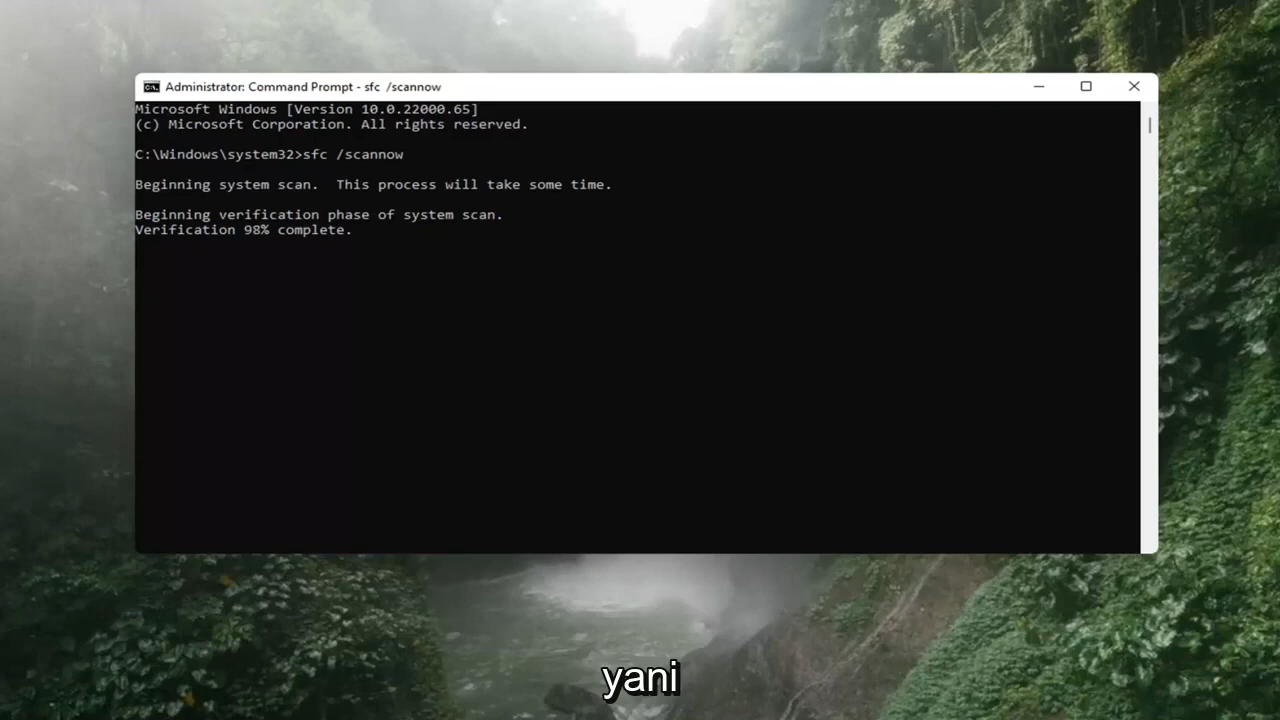 Administrator: Command Prompt - sfc  /scannow
Microsoft Windows [Version 10.0.22000.65]
(c) Microsoft Corporation. All rights reserved.
C:\Windows\system32>sfc /scannow
Beginning system scan.  This process will take some time.
Beginning verification phase of system scan.
Verification 98% complete.
yani